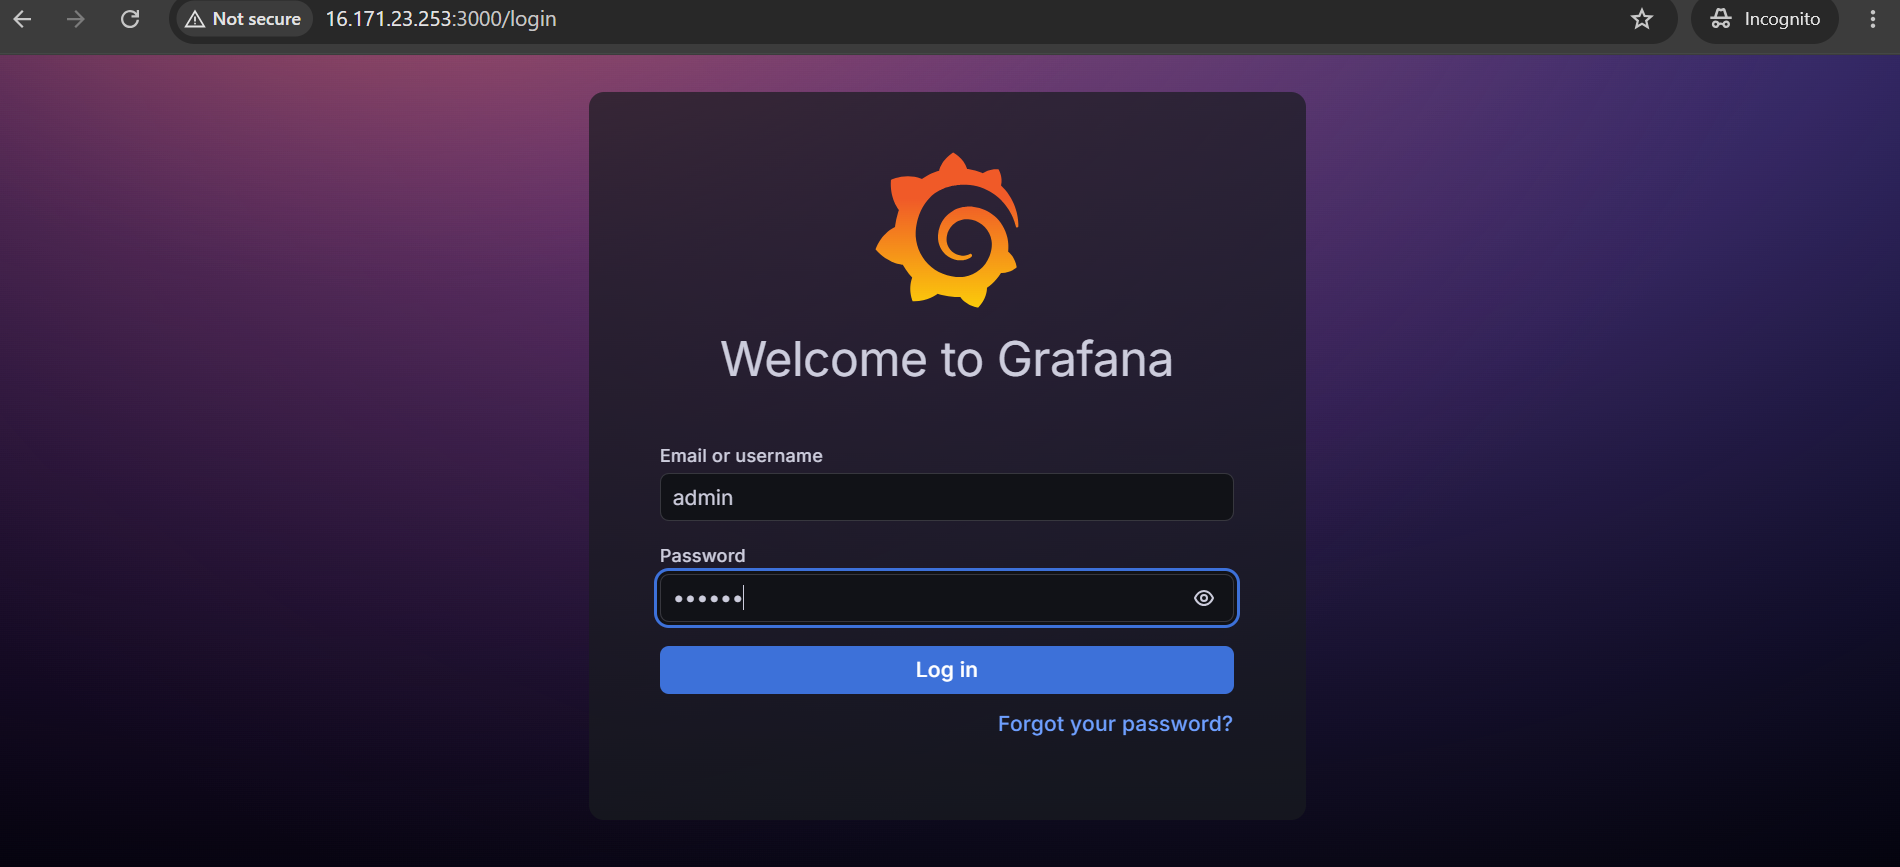 Not secure 16.171.23.253:3000/login Incognito
Welcome to Grafana
Email or username
admin
Password
••••••
Log in
Forgot your password?